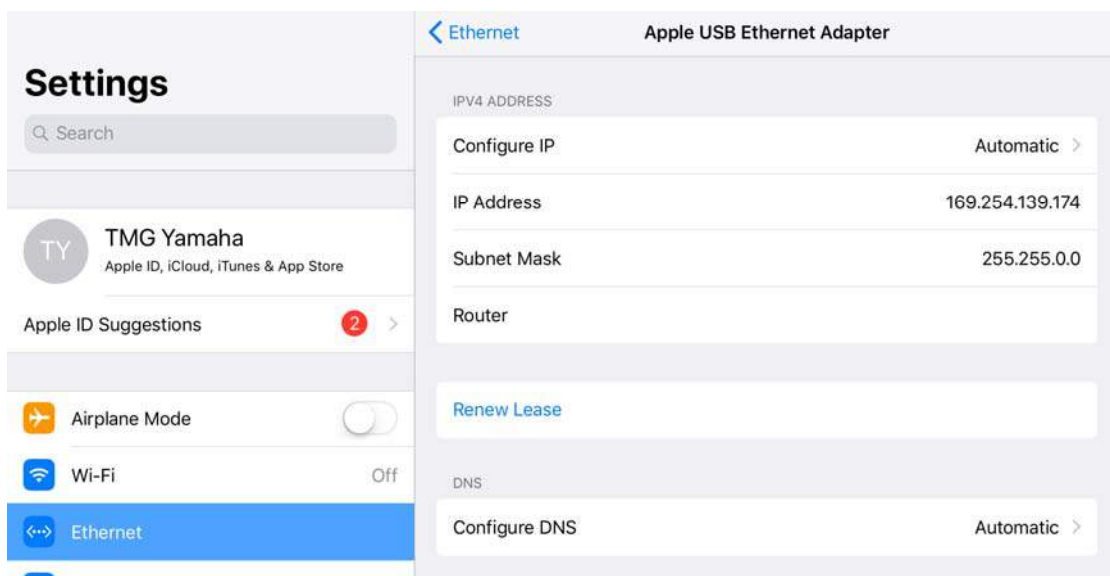 Settings
Search
TY
TMG Yamaha
Apple ID, iCloud, iTunes & App Store
Apple ID Suggestions
2
Airplane Mode
Wi-Fi
Off
Ethernet
Ethernet
Apple USB Ethernet Adapter
IPV4 ADDRESS
Configure IP
Automatic
IP Address
169.254.139.174
Subnet Mask
255.255.0.0
Router
Renew Lease
DNS
Configure DNS
Automatic